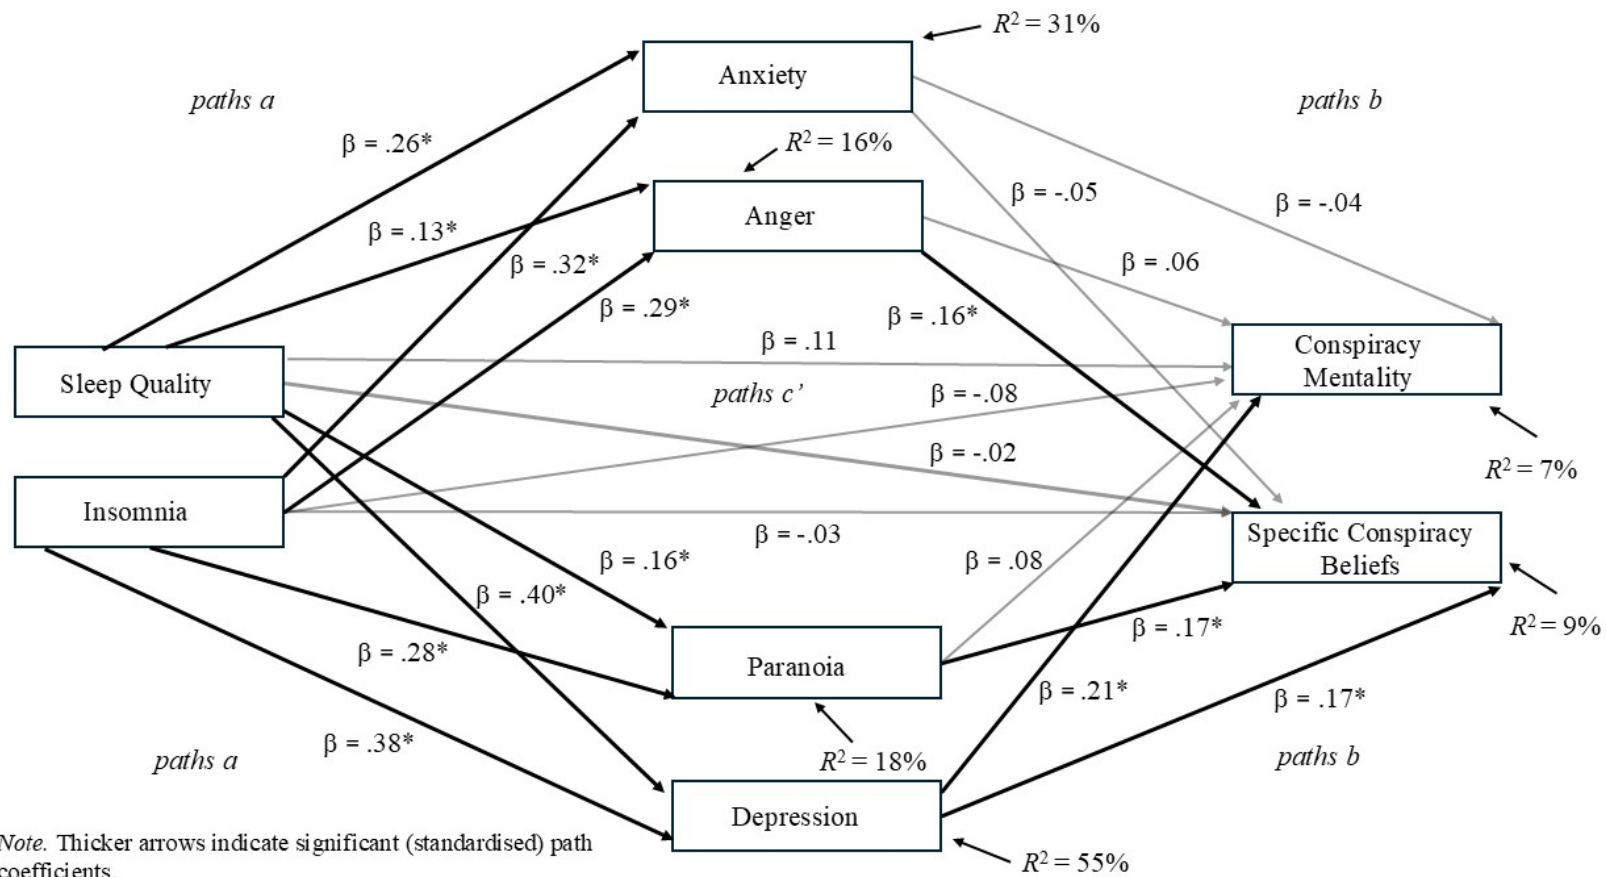 R² = 31%
Anxiety
paths a
paths b
β = .26*
R² = 16%
β = -.05
β = -.04
Anger
β = .13*
β = .32*
β = .06
β = .29*
β = .16*
β = .11
Conspiracy
Mentality
Sleep Quality
paths c’
β = -.08
β = -.02
R² = 7%
Insomnia
β = -.03
Specific Conspiracy
Beliefs
β = .16*
β = .08
β = .40*
β = .17*
R² = 9%
β = .28*
Paranoia
β = .21*
β = .17*
β = .38*
paths a
R² = 18%
paths b
Depression
Note. Thicker arrows indicate significant (standardised) path
coefficients.
R² = 55%